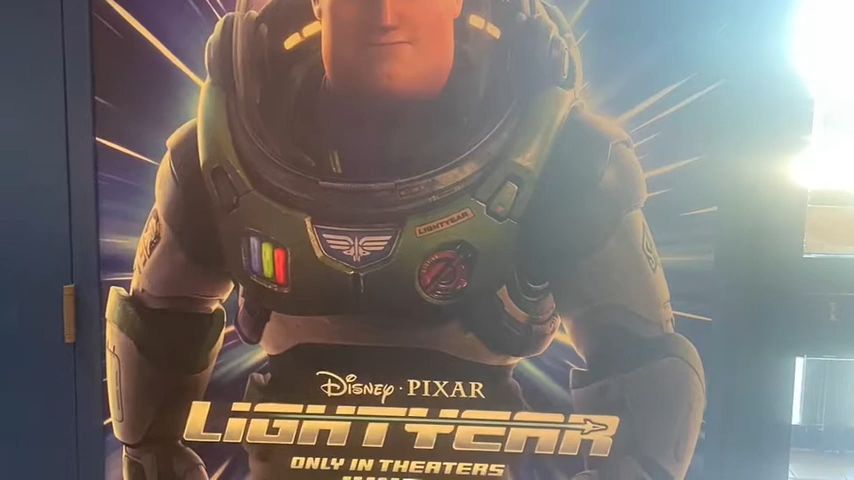 LIGHTYEAR
DISNEY · PIXAR
LIGHTYEAR
ONLY IN THEATERS